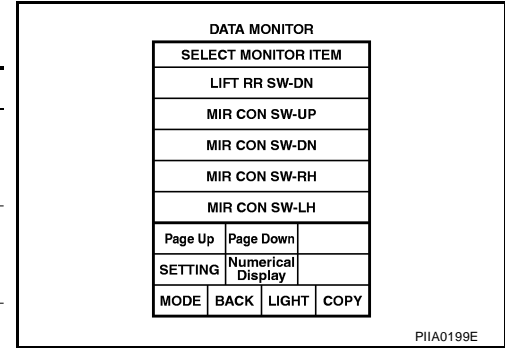 DATA MONITOR
SELECT MONITOR ITEM
LIFT RR SW-DN
MIR CON SW-UP
MIR CON SW-DN
MIR CON SW-RH
MIR CON SW-LH
Page Up Page Down
SETTING Numerical
Display
MODE BACK LIGHT COPY
PIIA0199E